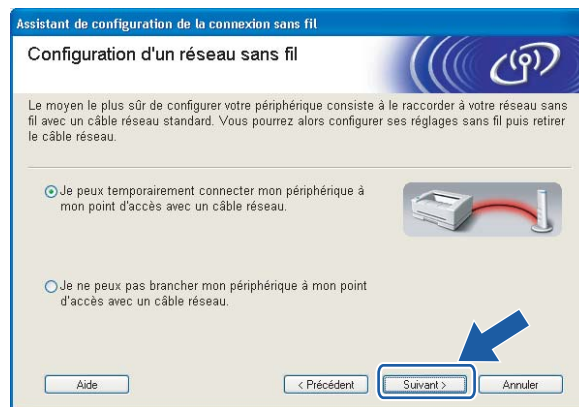 Assistant de configuration de la connexion sans fil
Configuration d'un réseau sans fil
Le moyen le plus sûr de configurer votre périphérique consiste à le raccorder à votre réseau sans
fil avec un câble réseau standard. Vous pourrez alors configurer ses réglages sans fil puis retirer
le câble réseau.
Je peux temporairement connecter mon périphérique à
mon point d'accès avec un câble réseau.
Je ne peux pas brancher mon périphérique à mon point
d'accès avec un câble réseau.
Aide
< Précédent
Suivant >
Annuler